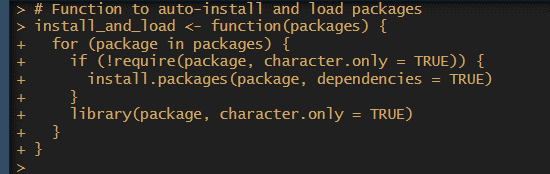 > # Function to auto-install and load packages
> install_and_load <- function(packages) {
+   for (package in packages) {
+     if (!require(package, character.only = TRUE)) {
+       install.packages(package, dependencies = TRUE)
+     }
+     library(package, character.only = TRUE)
+   }
+ }
>